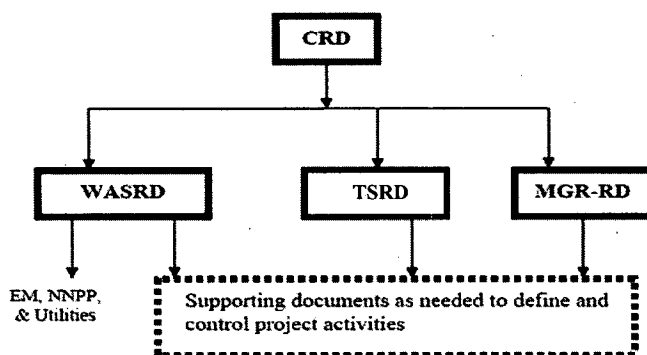 CRD
WASRD
TSRD
MGR-RD
EM, NNPP,
& Utilities
Supporting documents as needed to define and
control project activities